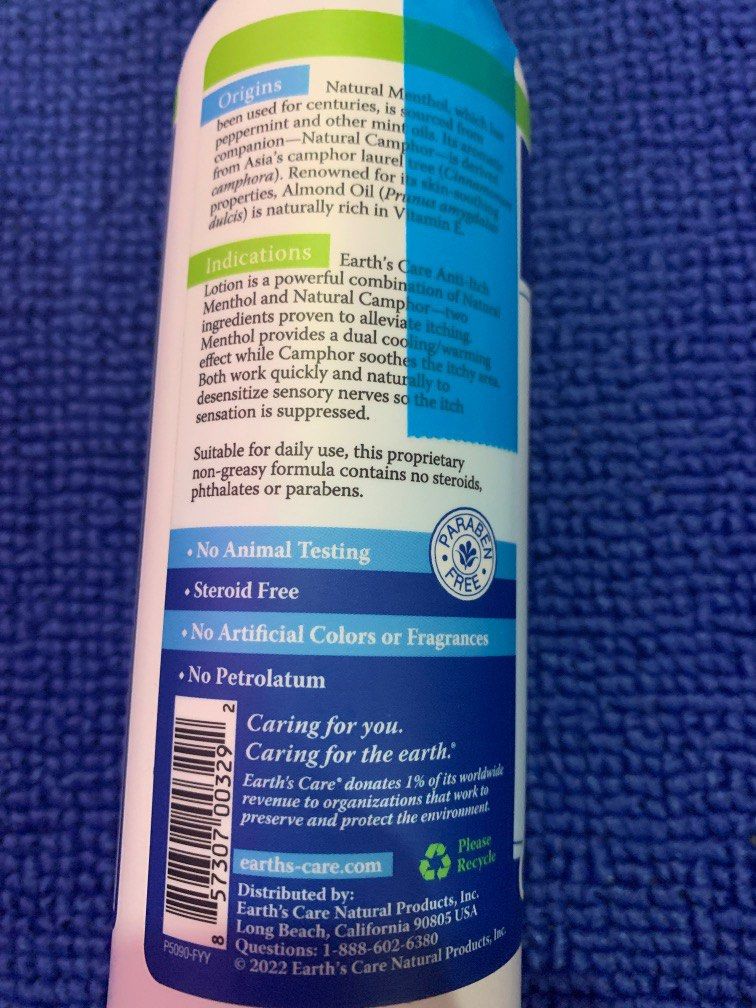 Origins Natural Menthol, which has
been used for centuries, is sourced from
peppermint and other mint oils. Its aromatic
companion—Natural Camphor—is derived
from Asia's camphor laurel tree (Cinnamomum
camphora). Renowned for its skin-soothing
properties, Almond Oil (Prunus amygdalus
dulcis) is naturally rich in Vitamin E.
Indications Earth's Care Anti-Itch
Lotion is a powerful combination of Natural
Menthol and Natural Camphor—two
ingredients proven to alleviate itching.
Menthol provides a dual cooling/warming
effect while Camphor soothes the itchy area.
Both work quickly and naturally to
desensitize sensory nerves so the itch
sensation is suppressed.
Suitable for daily use, this proprietary
non-greasy formula contains no steroids,
phthalates or parabens.
• PARABEN • FREE
♦ No Animal Testing
♦ Steroid Free
♦ No Artificial Colors or Fragrances
♦ No Petrolatum
Caring for you.
Caring for the earth.®
Earth's Care® donates 1% of its worldwide
revenue to organizations that work to
preserve and protect the environment.
earths-care.com
Please
Recycle
Distributed by:
Earth's Care Natural Products, Inc.
Long Beach, California 90805 USA
Questions: 1-888-602-6380
© 2022 Earth's Care Natural Products, Inc.
8 57307 00329 2
P5090-FYY